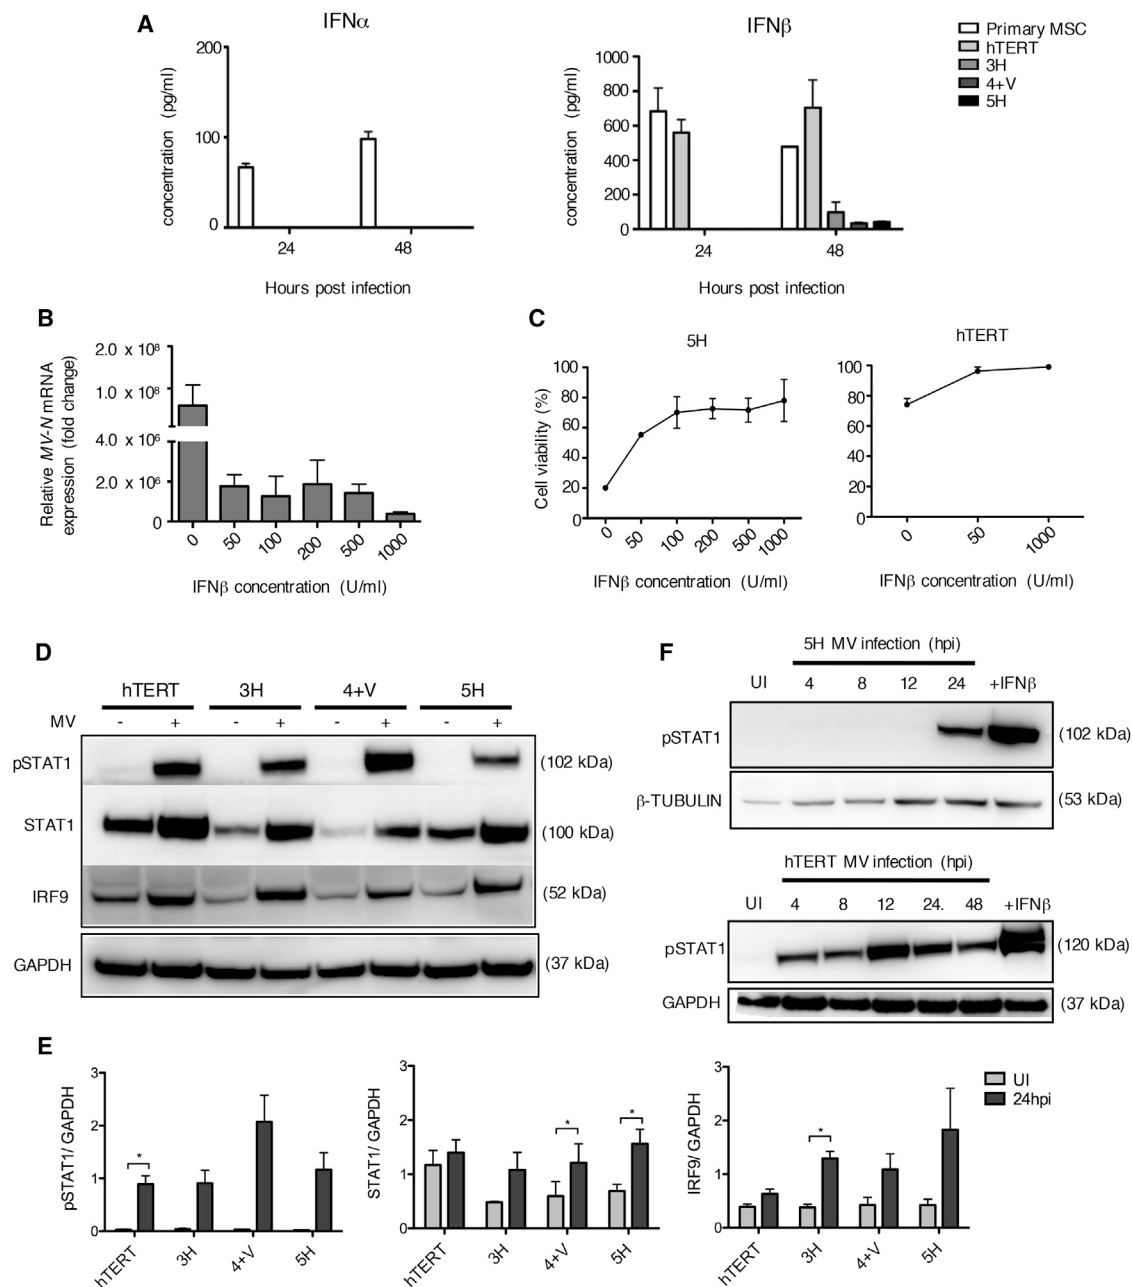 A
IFNα
IFNβ
Primary MSC
hTERT
3H
4+V
5H
concentration (pg/ml)
200
100
0
24
48
Hours post infection
concentration (pg/ml)
1000
800
600
400
200
0
24
48
Hours post infection
B
Relative MV-N mRNA
expression (fold change)
2.0 x 10⁸
1.0 x 10⁸
4.0 x 10⁶
2.0 x 10⁶
0
0
50
100
200
500
1000
IFNβ concentration (U/ml)
C
5H
Cell viability (%)
100
80
60
40
20
0
0
50
100
200
500
1000
IFNβ concentration (U/ml)
hTERT
100
80
60
40
20
0
0
50
1000
IFNβ concentration (U/ml)
D
hTERT 3H 4+V 5H
MV - + - + - + - +
pSTAT1 (102 kDa)
STAT1 (100 kDa)
IRF9 (52 kDa)
GAPDH (37 kDa)
F
5H MV infection (hpi)
UI 4 8 12 24 +IFNβ
pSTAT1 (102 kDa)
β-TUBULIN (53 kDa)
hTERT MV infection (hpi)
UI 4 8 12 24. 48 +IFNβ
pSTAT1 (120 kDa)
GAPDH (37 kDa)
E
pSTAT1/ GAPDH
3
2
1
0
*
hTERT
3H
4+V
5H
STAT1/ GAPDH
3
2
1
0
*
*
hTERT
3H
4+V
5H
IRF9/ GAPDH
3
2
1
0
*
hTERT
3H
4+V
5H
UI
24hpi